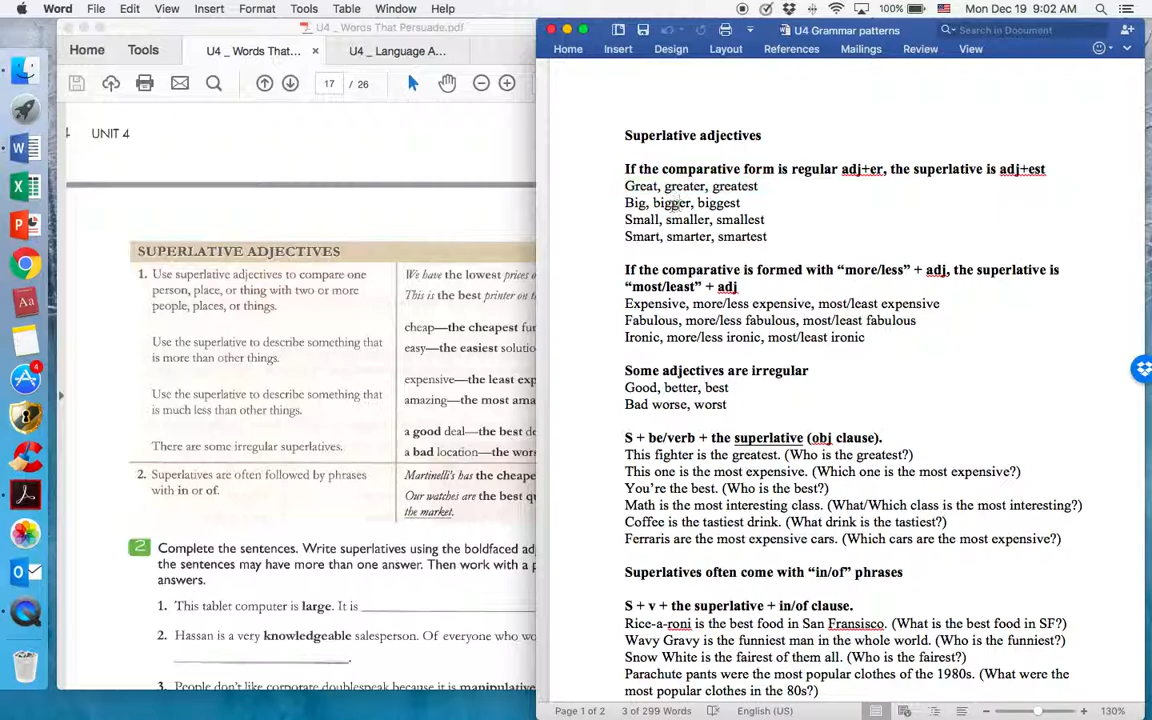 Word File Edit View Insert Format Tools Table Window Help
100% Mon Dec 19 9:02 AM
U4 _ Words That Persuade.pdf
Home Tools U4 _ Words That... × U4 _ Language A...
17 / 26
UNIT 4
SUPERLATIVE ADJECTIVES
1. Use superlative adjectives to compare one
person, place, or thing with two or more
people, places, or things.
Use the superlative to describe something that
is more than other things.
Use the superlative to describe something that
is much less than other things.
There are some irregular superlatives.
2. Superlatives are often followed by phrases
with in or of.
We have the lowest prices o
This is the best printer on t
cheap—the cheapest fur
easy—the easiest solutio
expensive—the least exp
amazing—the most ama
a good deal—the best de
a bad location—the wor
Martinelli's has the cheape
Our watches are the best qu
the market.
2 Complete the sentences. Write superlatives using the boldfaced ad
the sentences may have more than one answer. Then work with a p
answers.
1. This tablet computer is large. It is
2. Hassan is a very knowledgeable salesperson. Of everyone who wo
3. People don't like corporate doublespeak because it is manipulative
4
U4 Grammar patterns
Search in Document
Home Insert Design Layout References Mailings Review View
Superlative adjectives
If the comparative form is regular adj+er, the superlative is adj+est
Great, greater, greatest
Big, bigger, biggest
Small, smaller, smallest
Smart, smarter, smartest
If the comparative is formed with “more/less” + adj, the superlative is
“most/least” + adj
Expensive, more/less expensive, most/least expensive
Fabulous, more/less fabulous, most/least fabulous
Ironic, more/less ironic, most/least ironic
Some adjectives are irregular
Good, better, best
Bad worse, worst
S + be/verb + the superlative (obj clause).
This fighter is the greatest. (Who is the greatest?)
This one is the most expensive. (Which one is the most expensive?)
You’re the best. (Who is the best?)
Math is the most interesting class. (What/Which class is the most interesting?)
Coffee is the tastiest drink. (What drink is the tastiest?)
Ferraris are the most expensive cars. (Which cars are the most expensive?)
Superlatives often come with “in/of” phrases
S + v + the superlative + in/of clause.
Rice-a-roni is the best food in San Fransisco. (What is the best food in SF?)
Wavy Gravy is the funniest man in the whole world. (Who is the funniest?)
Snow White is the fairest of them all. (Who is the fairest?)
Parachute pants were the most popular clothes of the 1980s. (What were the
most popular clothes in the 80s?)
Page 1 of 2 3 of 299 Words English (US) 130%